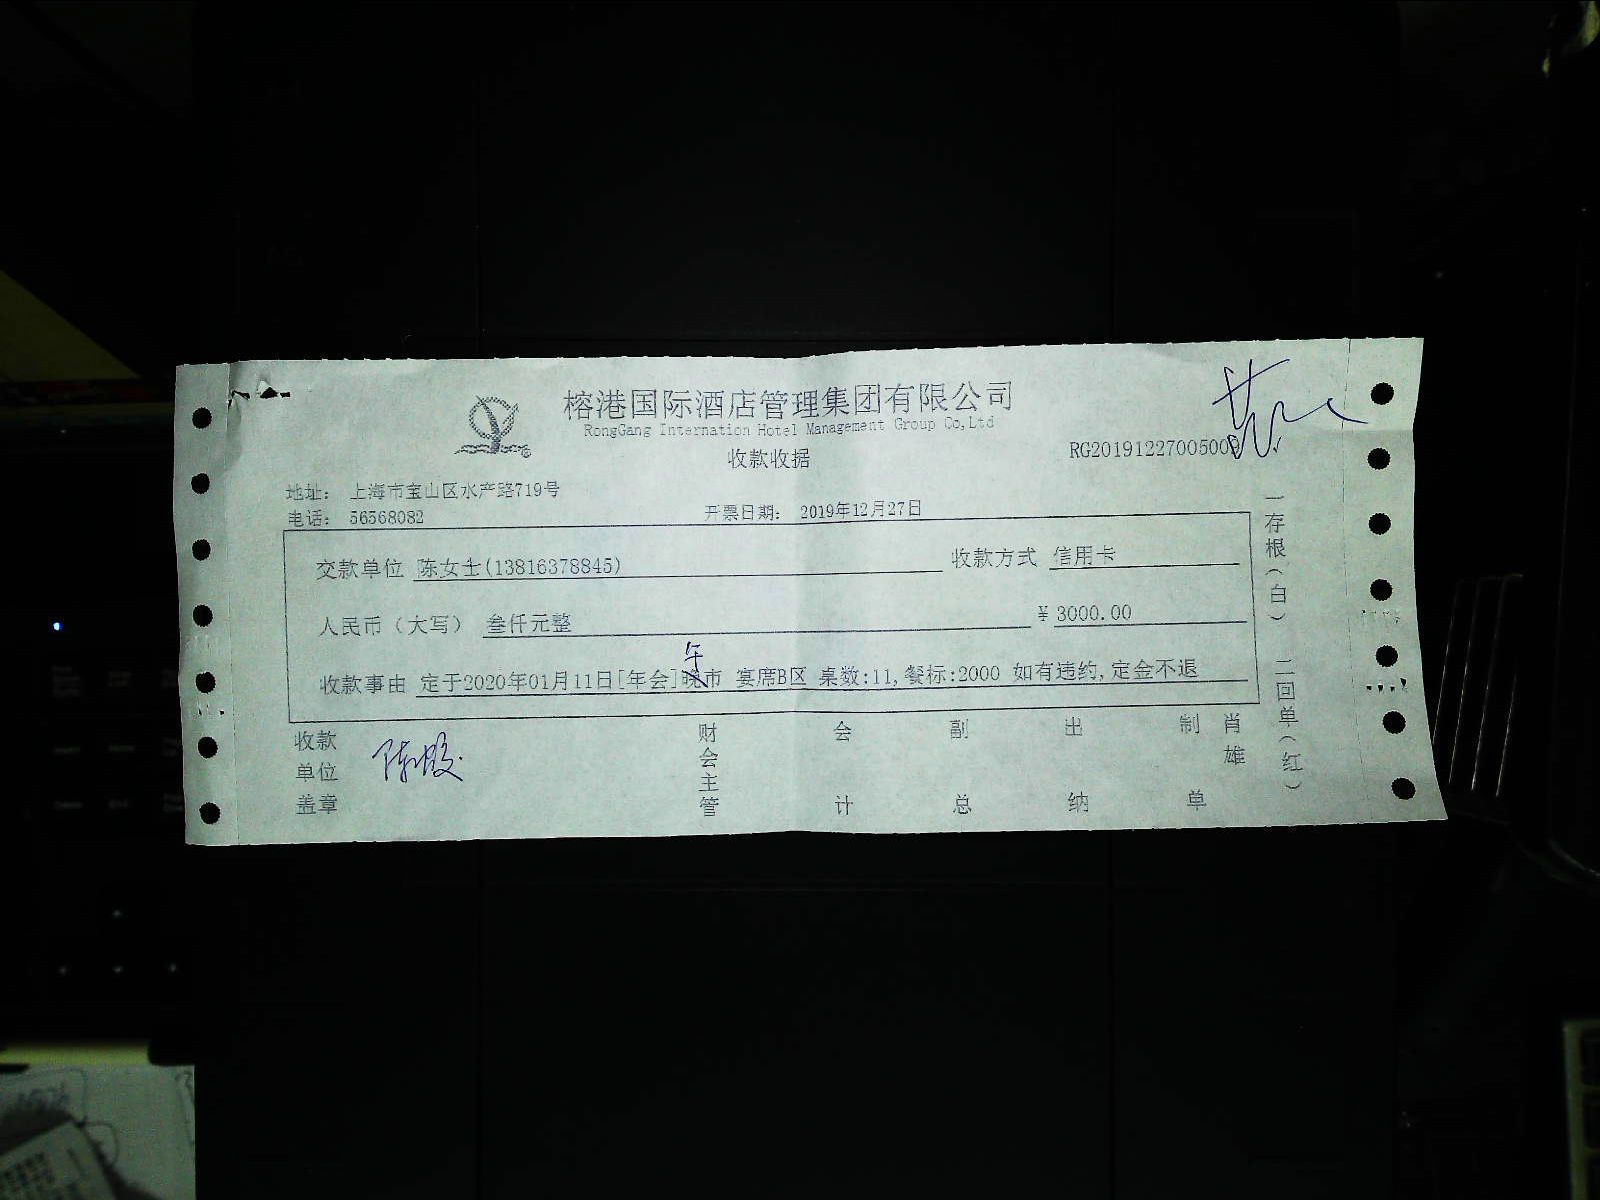 榕港国际酒店管理集团有限公司
RongGang Internation Hotel Management Group Co,Ltd
收款收据
RG2019122700500
地址： 上海市宝山区水产路719号
电话： 56568082 开票日期： 2019年12月27日
交款单位 陈女士(13816378845) 收款方式 信用卡
人民币（大写） 叁仟元整 ¥3000.00
午
收款事由 定于2020年01月11日[年会]晚市 宴席B区 桌数:11,餐标:2000 如有违约,定金不退
收款单位盖章 财会主管 会计 副总 出纳 制单 肖雄
一存根（白） 二回单（红）